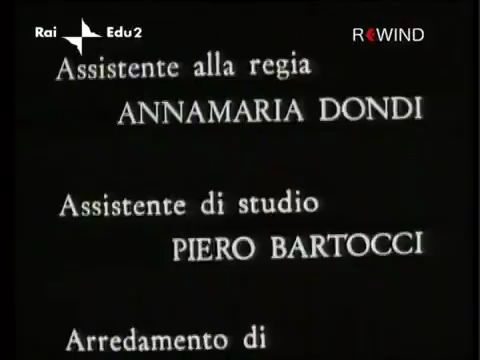 Rai Edu2
REWIND
Assistente alla regia
ANNAMARIA DONDI
Assistente di studio
PIERO BARTOCCI
Arredamento di